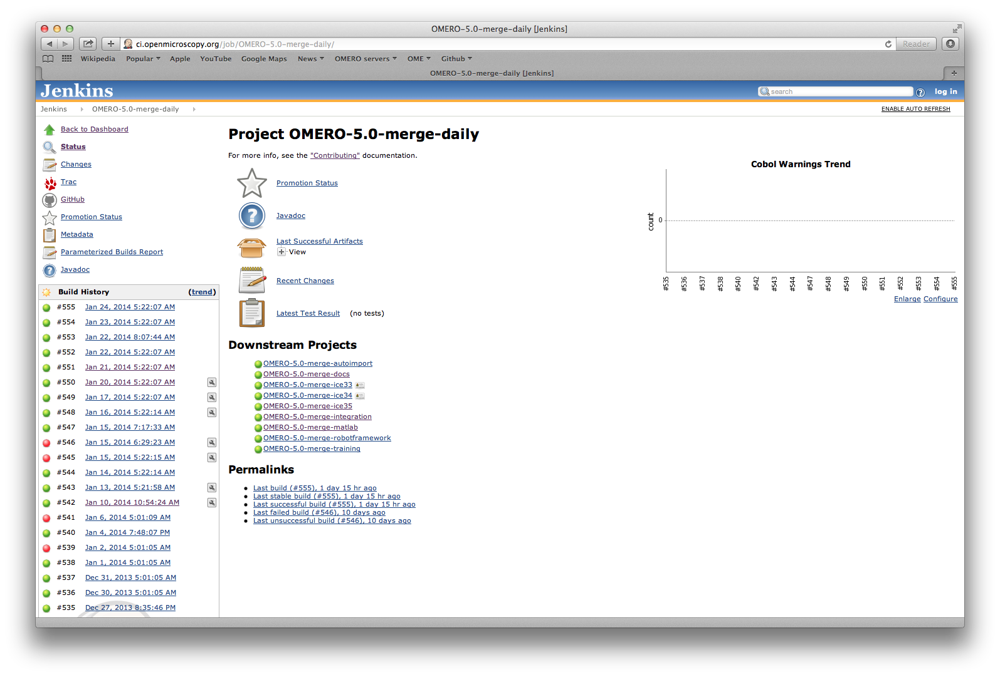 OMERO-5.0-merge-daily [Jenkins]
ci.openmicroscopy.org/job/OMERO-5.0-merge-daily/
Reader
Wikipedia Popular Apple YouTube Google Maps News OMERO servers OME Github
OMERO-5.0-merge-daily [Jenkins]
Jenkins
search
? log in
Jenkins OMERO-5.0-merge-daily
ENABLE AUTO REFRESH
Back to Dashboard
Status
Changes
Trac
GitHub
Promotion Status
Metadata
Parameterized Builds Report
Javadoc
Build History (trend)
#555 Jan 24, 2014 5:22:07 AM
#554 Jan 23, 2014 5:22:07 AM
#553 Jan 22, 2014 8:07:44 AM
#552 Jan 22, 2014 5:22:07 AM
#551 Jan 21, 2014 5:22:07 AM
#550 Jan 20, 2014 5:22:07 AM
#549 Jan 17, 2014 5:22:07 AM
#548 Jan 16, 2014 5:22:14 AM
#547 Jan 15, 2014 7:17:33 AM
#546 Jan 15, 2014 6:29:23 AM
#545 Jan 15, 2014 5:22:15 AM
#544 Jan 14, 2014 5:22:14 AM
#543 Jan 13, 2014 5:21:58 AM
#542 Jan 10, 2014 10:54:24 AM
#541 Jan 6, 2014 5:01:09 AM
#540 Jan 4, 2014 7:48:07 PM
#539 Jan 2, 2014 5:01:05 AM
#538 Jan 1, 2014 5:01:05 AM
#537 Dec 31, 2013 5:01:05 AM
#536 Dec 30, 2013 5:01:05 AM
#535 Dec 27, 2013 8:35:46 PM
Project OMERO-5.0-merge-daily
For more info, see the "Contributing" documentation.
Promotion Status
Javadoc
Last Successful Artifacts
View
Recent Changes
Latest Test Result (no tests)
Downstream Projects
OMERO-5.0-merge-autoimport
OMERO-5.0-merge-docs
OMERO-5.0-merge-ice33
OMERO-5.0-merge-ice34
OMERO-5.0-merge-ice35
OMERO-5.0-merge-integration
OMERO-5.0-merge-matlab
OMERO-5.0-merge-robotframework
OMERO-5.0-merge-training
Permalinks
Last build (#555), 1 day 15 hr ago
Last stable build (#555), 1 day 15 hr ago
Last successful build (#555), 1 day 15 hr ago
Last failed build (#546), 10 days ago
Last unsuccessful build (#546), 10 days ago
Cobol Warnings Trend
count
0
#535 #536 #537 #538 #540 #542 #543 #544 #547 #548 #549 #550 #551 #552 #553 #554 #555
Enlarge Configure